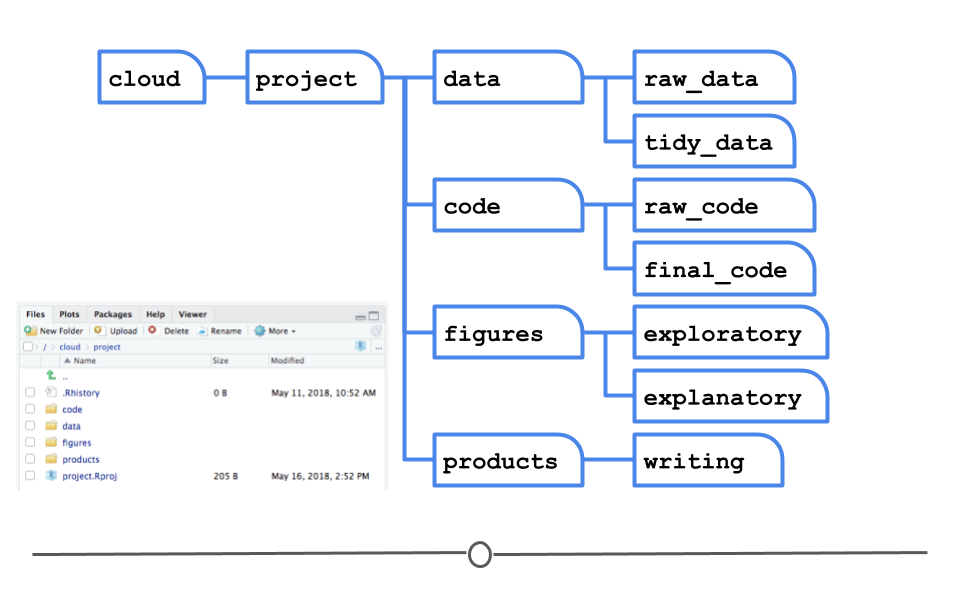 cloud project data raw_data
tidy_data
code raw_code
final_code
figures exploratory
explanatory
products writing
Files Plots Packages Help Viewer
New Folder Upload Delete Rename More
/ cloud project ...
Name Size Modified
..
.Rhistory 0 B May 11, 2018, 10:52 AM
code
data
figures
products
project.Rproj 205 B May 16, 2018, 2:52 PM